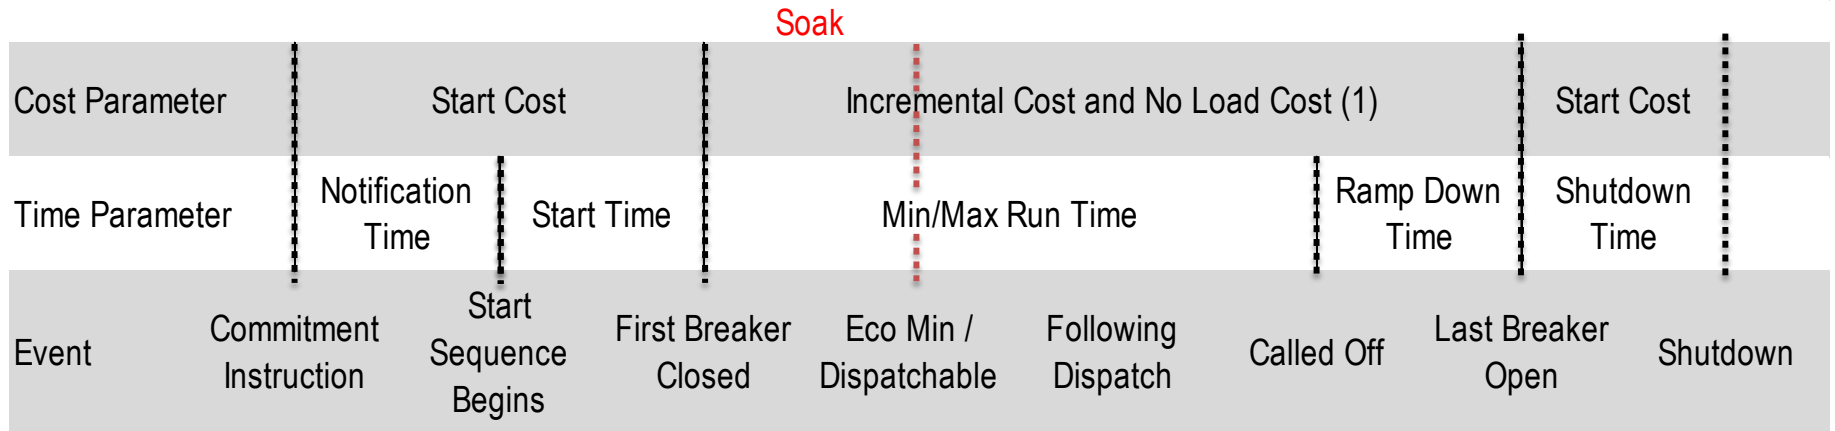 Soak
Cost Parameter
Start Cost
Incremental Cost and No Load Cost (1)
Start Cost
Time Parameter
Notification
Time
Start Time
Min/Max Run Time
Ramp Down
Time
Shutdown
Time
Event
Commitment
Instruction
Start
Sequence
Begins
First Breaker
Closed
Eco Min /
Dispatchable
Following
Dispatch
Called Off
Last Breaker
Open
Shutdown